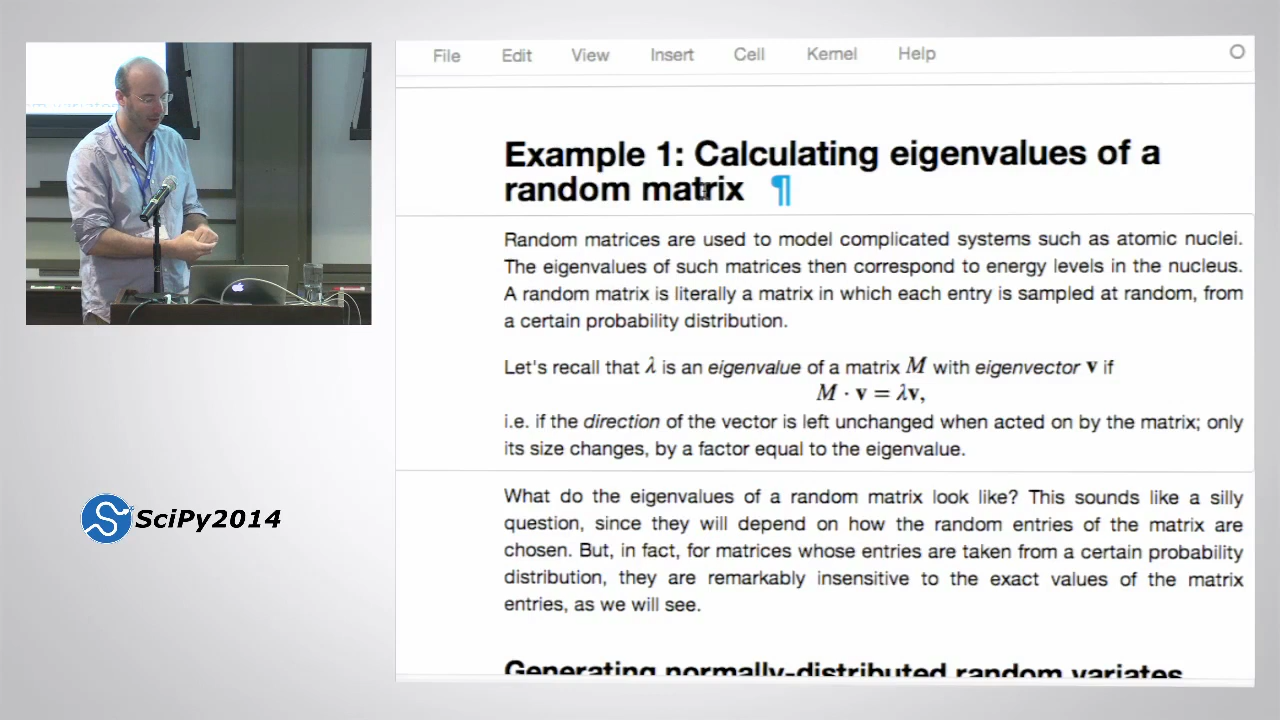 File Edit View Insert Cell Kernel Help
Example 1: Calculating eigenvalues of a
random matrix ¶
Random matrices are used to model complicated systems such as atomic nuclei.
The eigenvalues of such matrices then correspond to energy levels in the nucleus.
A random matrix is literally a matrix in which each entry is sampled at random, from
a certain probability distribution.
Let's recall that λ is an eigenvalue of a matrix M with eigenvector v if
M · v = λv,
i.e. if the direction of the vector is left unchanged when acted on by the matrix; only
its size changes, by a factor equal to the eigenvalue.
What do the eigenvalues of a random matrix look like? This sounds like a silly
question, since they will depend on how the random entries of the matrix are
chosen. But, in fact, for matrices whose entries are taken from a certain probability
distribution, they are remarkably insensitive to the exact values of the matrix
entries, as we will see.
Generating normally-distributed random variates
SciPy2014